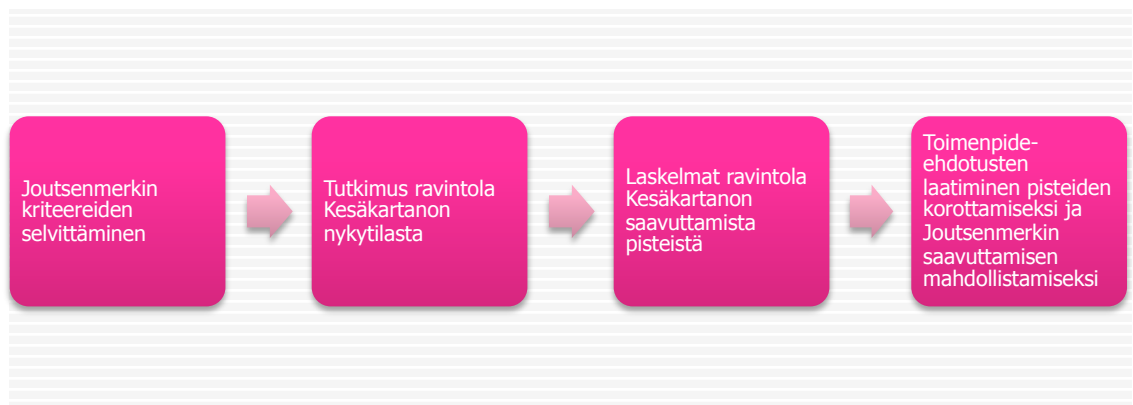 Joutsenmerkin
kriteereiden
selvittäminen
Tutkimus ravintola
Kesäkartanon
nykytilasta
Laskelmat ravintola
Kesäkartanon
saavuttamista
pisteistä
Toimenpide-
ehdotusten
laatiminen pisteiden
korottamiseksi ja
Joutsenmerkin
saavuttamisen
mahdollistamiseksi